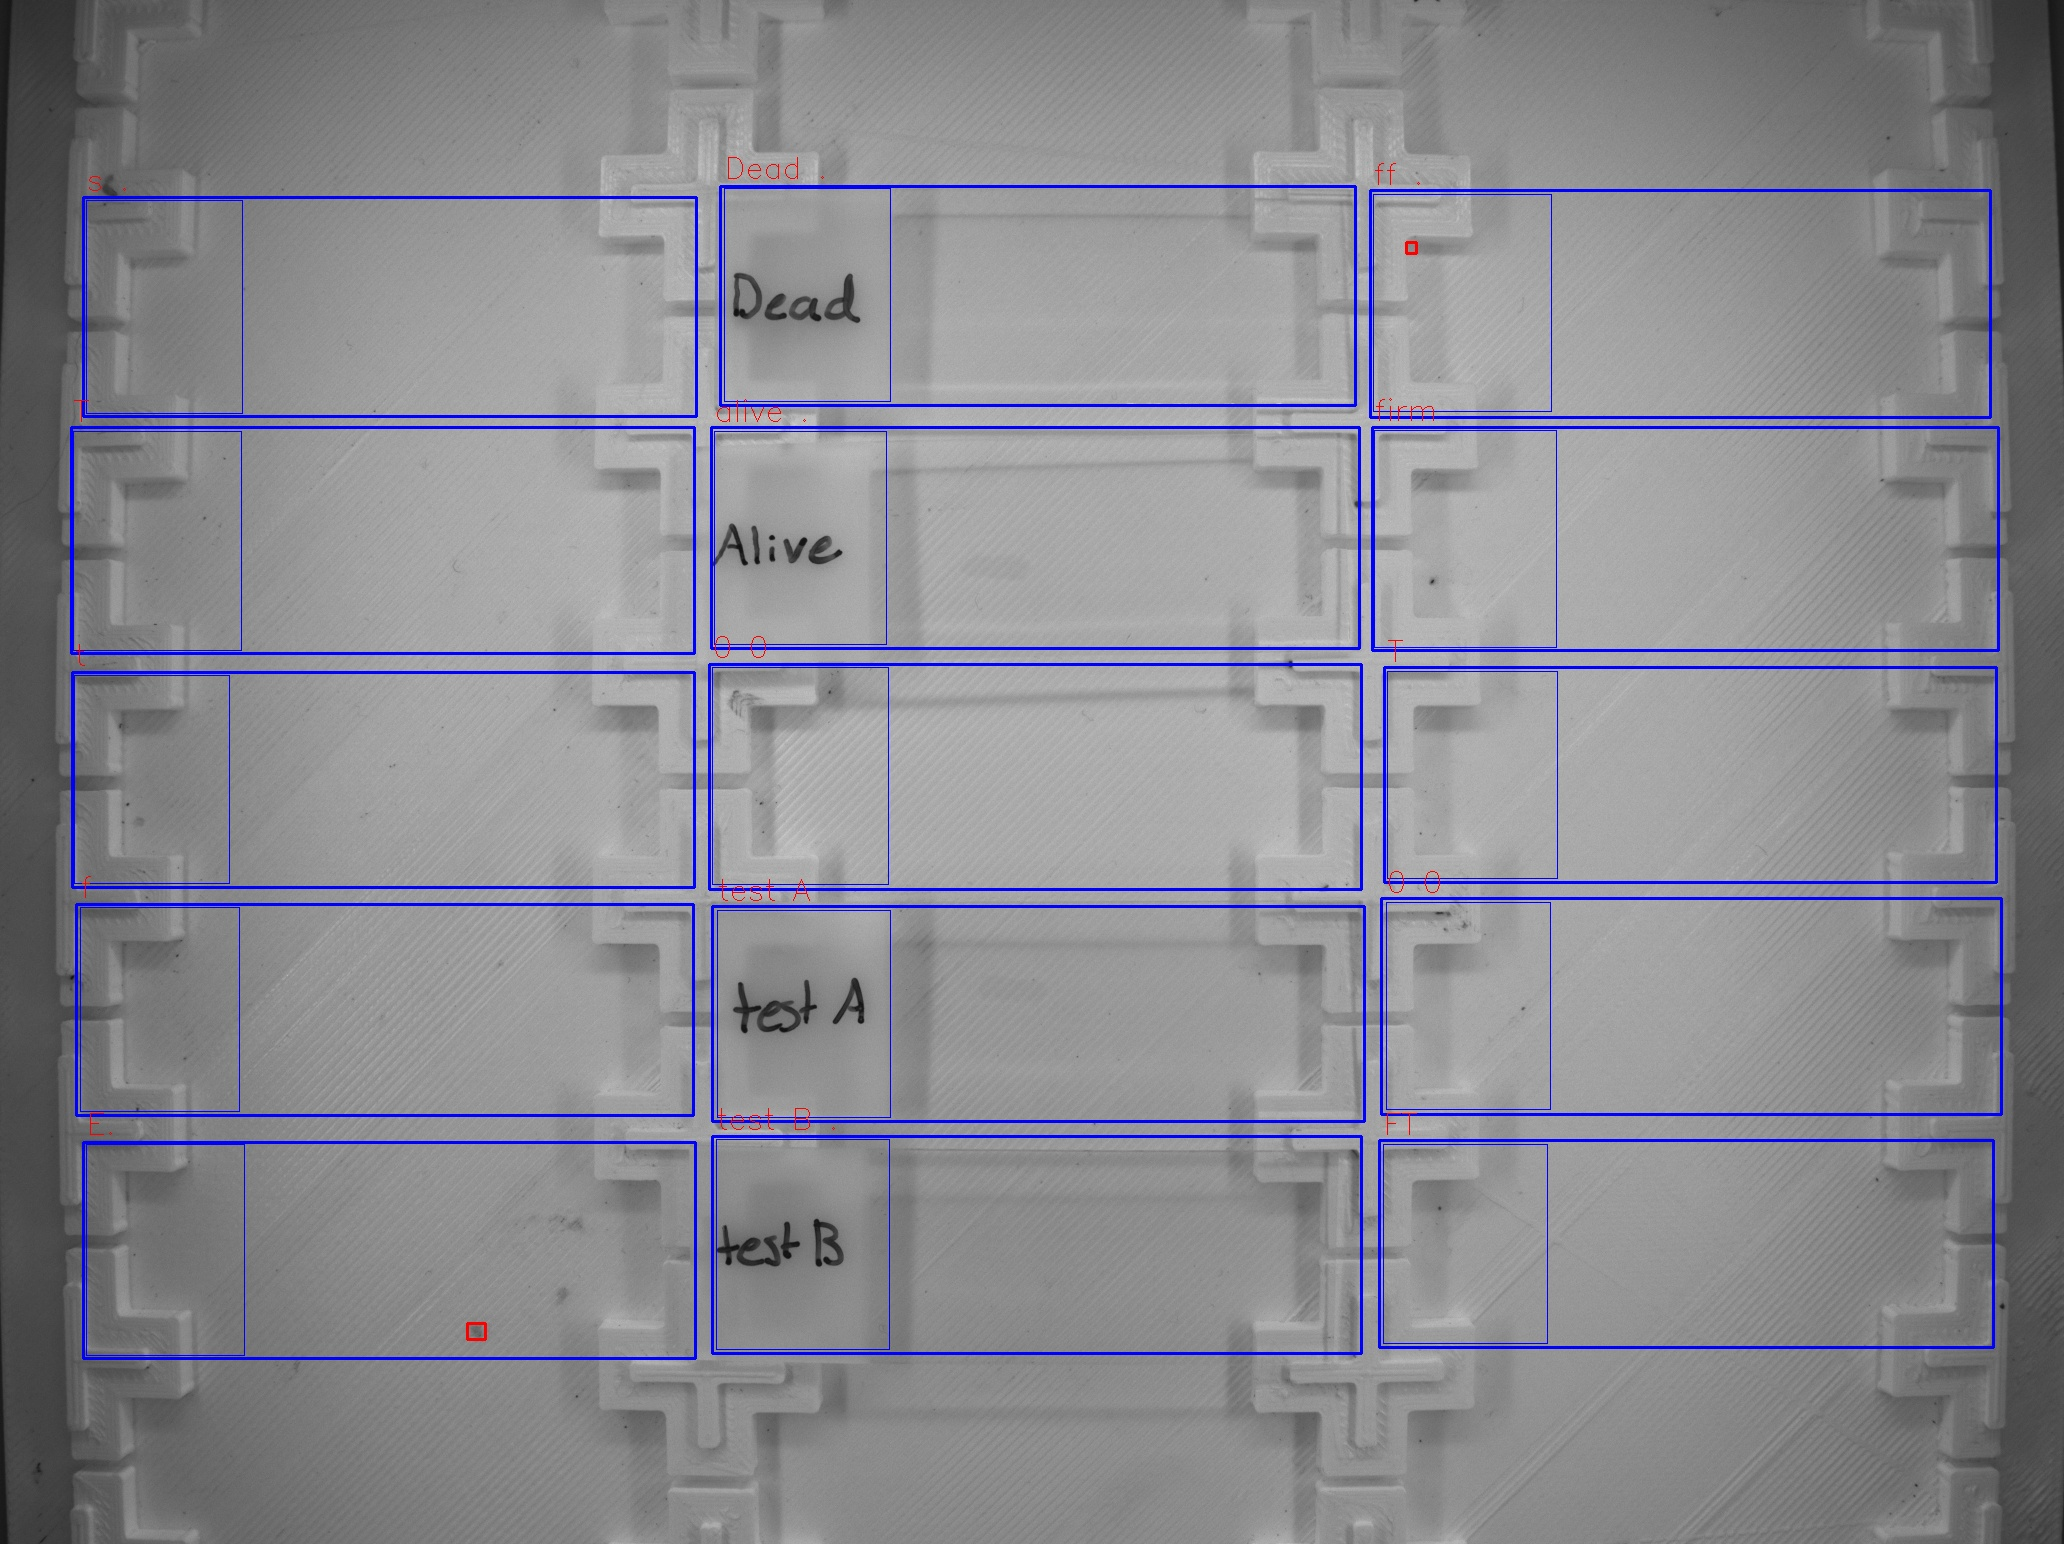 s .
Dead .
ff .
Dead
T
alive .
firm
Alive
t
0 0
T
f
test A
0 0
test A
E.
test B .
FT
test B